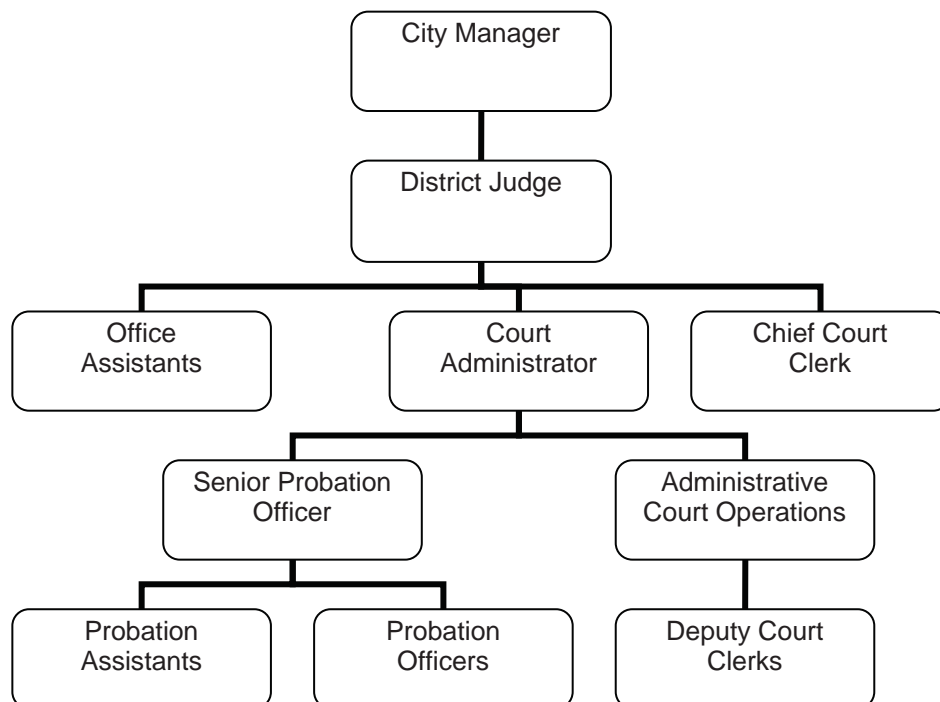 City Manager
District Judge
Office
Assistants
Court
Administrator
Chief Court
Clerk
Senior Probation
Officer
Administrative
Court Operations
Probation
Assistants
Probation
Officers
Deputy Court
Clerks